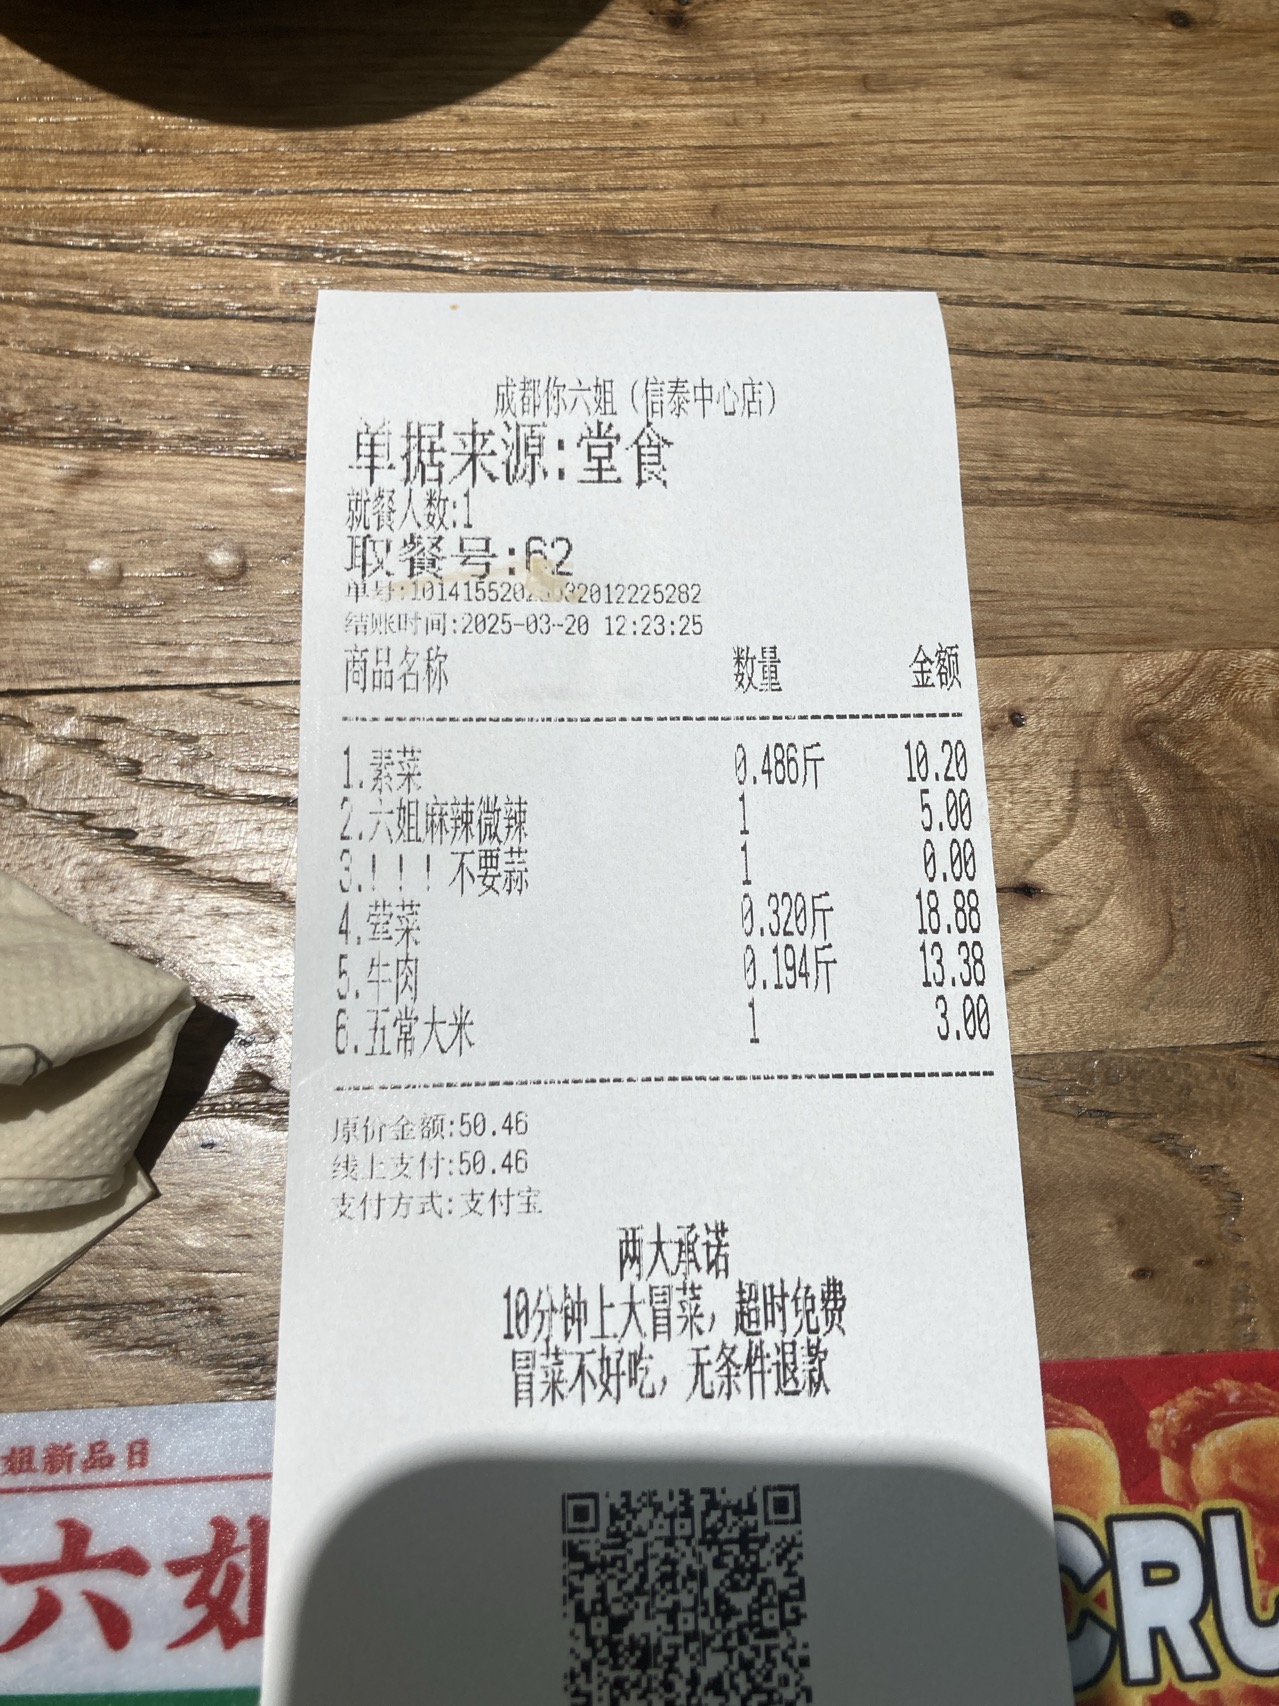 成都你六姐（信泰中心店）
单据来源:堂食
就餐人数:1
取餐号:62
单号:
结账时间:2025-03-20 12:23:25
商品名称 数量 金额
1.素菜 0.486斤 10.20
2.六姐麻辣微辣 1 5.00
3.！！！不要蒜 1 0.00
4.荤菜 0.320斤 18.88
5.牛肉 0.194斤 13.38
6.五常大米 1 3.00
原价金额:50.46
线上支付:50.46
支付方式:支付宝
两大承诺
10分钟上大冒菜，超时免费
冒菜不好吃，无条件退款
姐新品日
六姐
CRU